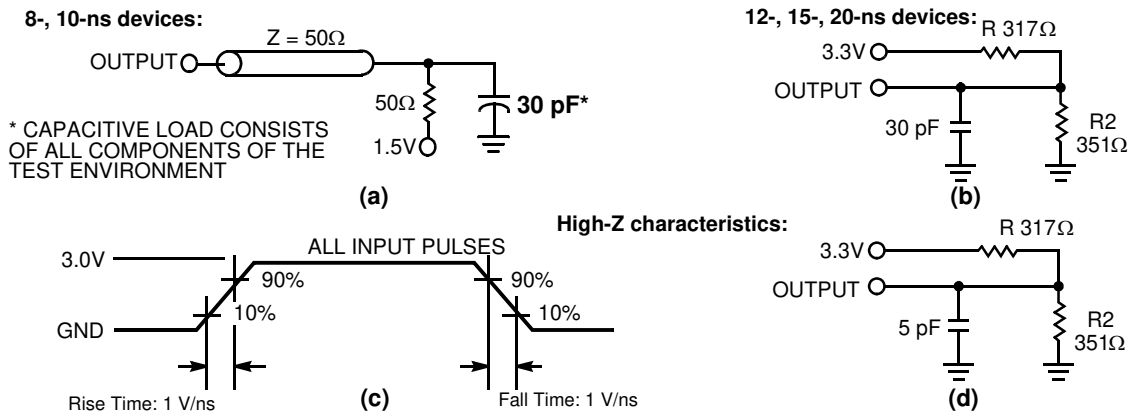 8-, 10-ns devices:
Z = 50Ω
OUTPUT
50Ω
30 pF*
1.5V
* CAPACITIVE LOAD CONSISTS
OF ALL COMPONENTS OF THE
TEST ENVIRONMENT
(a)
12-, 15-, 20-ns devices:
R 317Ω
3.3V
OUTPUT
30 pF
R2
351Ω
(b)
ALL INPUT PULSES
3.0V
90%
90%
10%
10%
GND
Rise Time: 1 V/ns
(c)
Fall Time: 1 V/ns
High-Z characteristics:
R 317Ω
3.3V
OUTPUT
5 pF
R2
351Ω
(d)